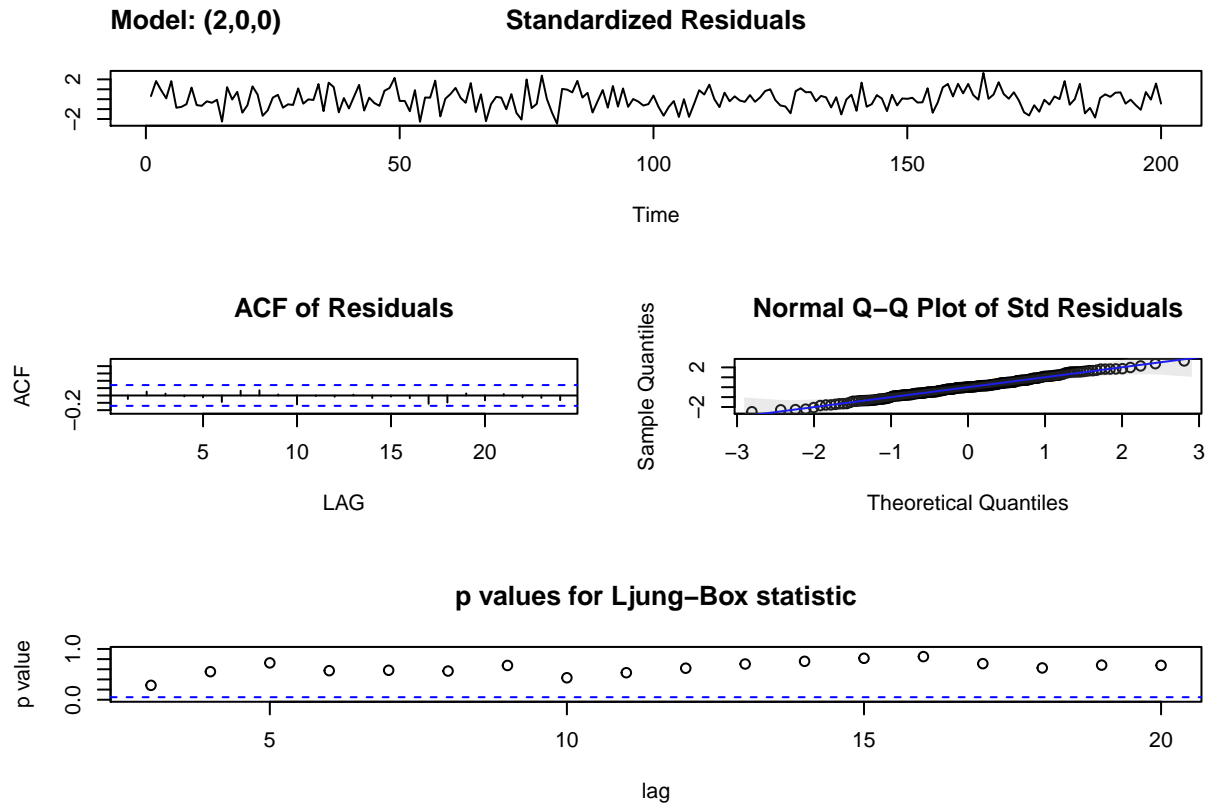 Model: (2,0,0) Standardized Residuals
2
−2
0 50 100 150 200
Time
ACF of Residuals
ACF
−0.2
5 10 15 20
LAG
Normal Q−Q Plot of Std Residuals
Sample Quantiles
2
−2
−3 −2 −1 0 1 2 3
Theoretical Quantiles
p values for Ljung−Box statistic
p value
1.0
0.0
5 10 15 20
lag